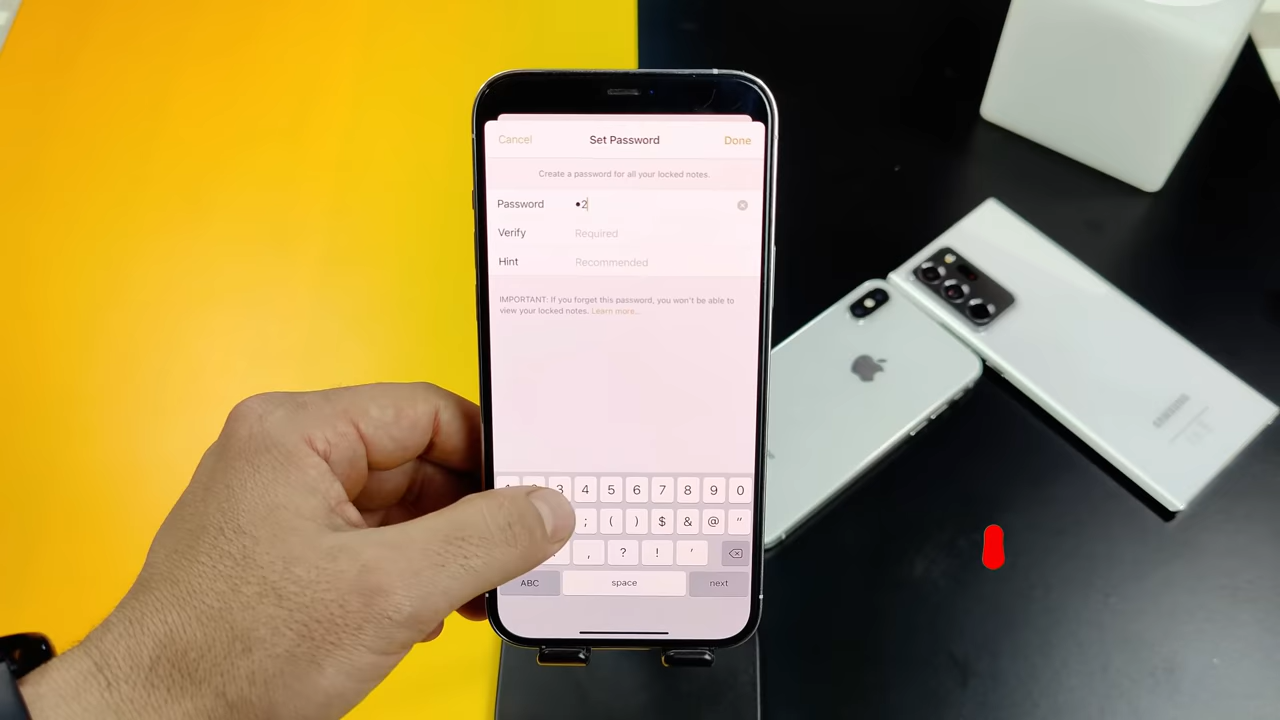 Cancel Set Password Done
Create a password for all your locked notes.
Password •2
Verify Required
Hint Recommended
IMPORTANT: If you forget this password, you won't be able to
view your locked notes. Learn more...
3 4 5 6 7 8 9 0
; ( ) $ & @ "
, ? ! '
ABC space next
SAMSUNG